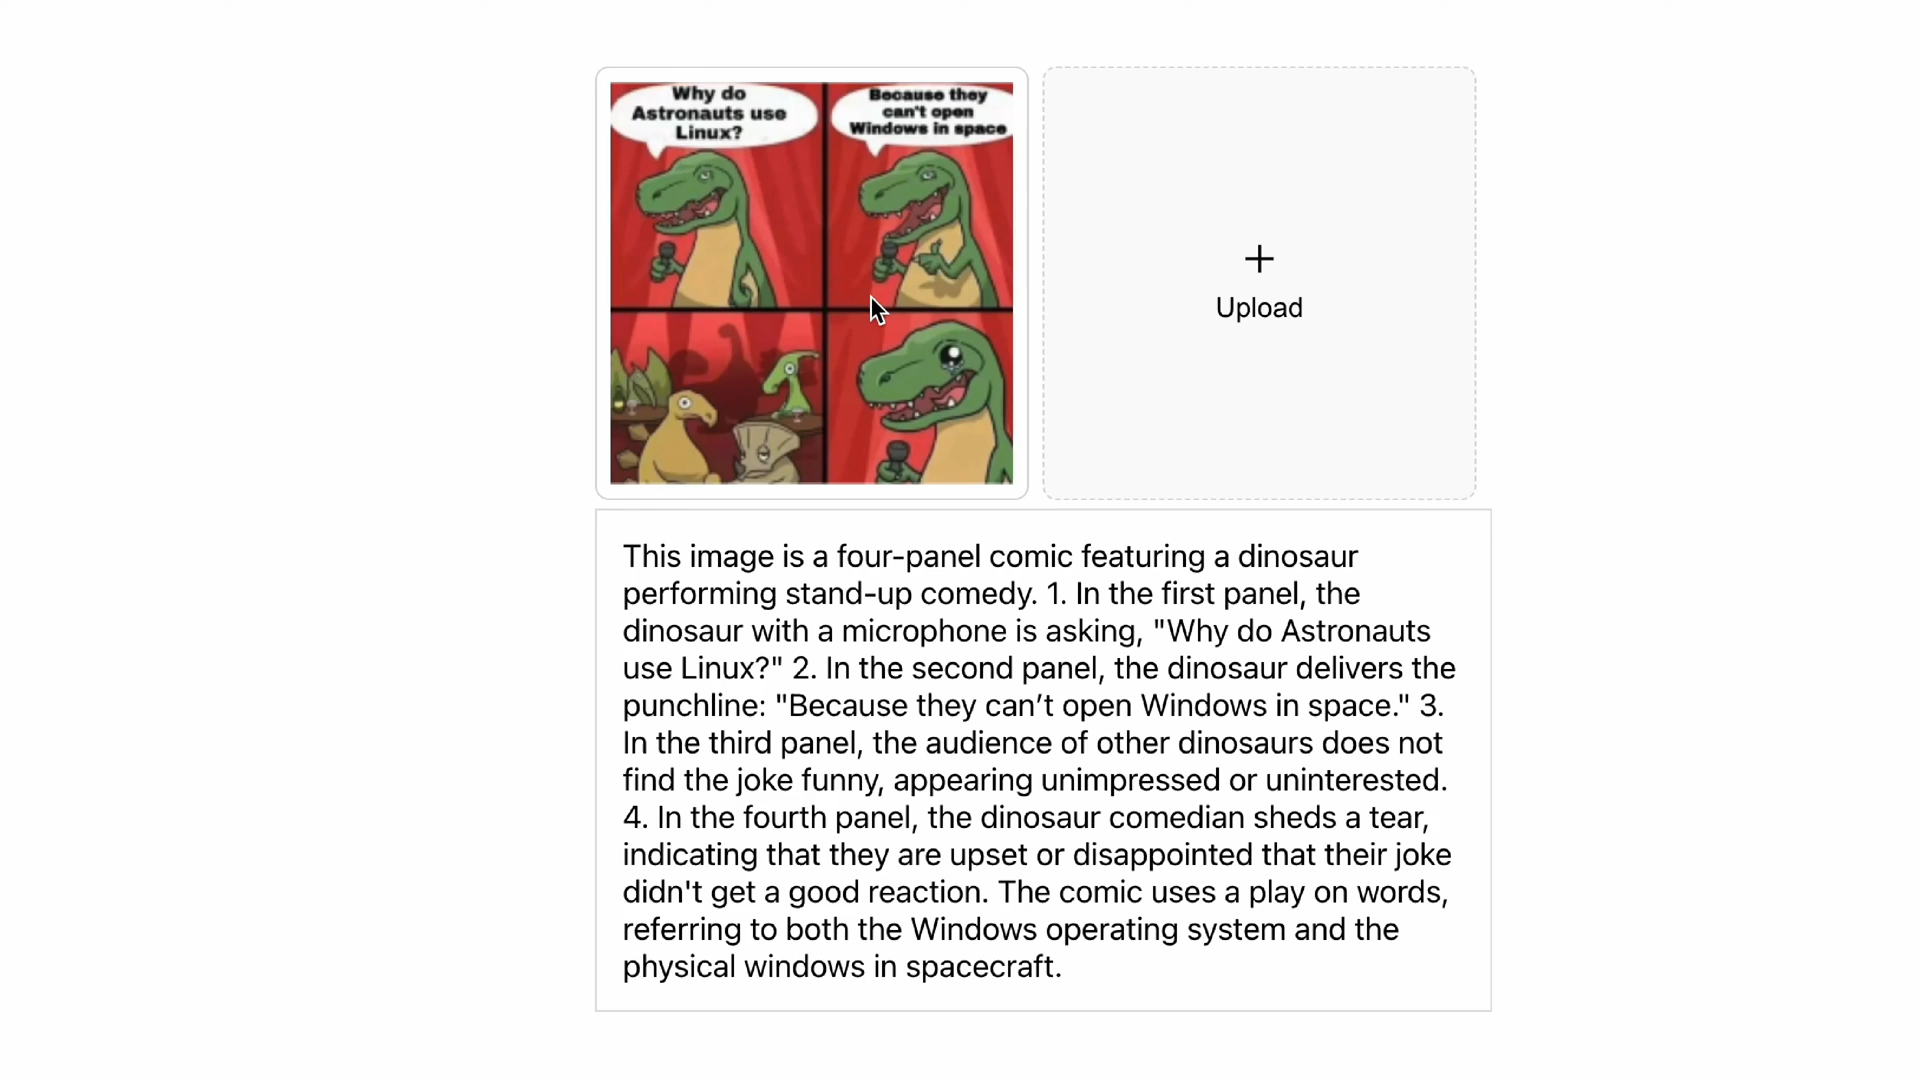 Why do
Astronauts use
Linux?
Because they
can't open
Windows in space
+
Upload
This image is a four-panel comic featuring a dinosaur
performing stand-up comedy. 1. In the first panel, the
dinosaur with a microphone is asking, "Why do Astronauts
use Linux?" 2. In the second panel, the dinosaur delivers the
punchline: "Because they can’t open Windows in space." 3.
In the third panel, the audience of other dinosaurs does not
find the joke funny, appearing unimpressed or uninterested.
4. In the fourth panel, the dinosaur comedian sheds a tear,
indicating that they are upset or disappointed that their joke
didn't get a good reaction. The comic uses a play on words,
referring to both the Windows operating system and the
physical windows in spacecraft.